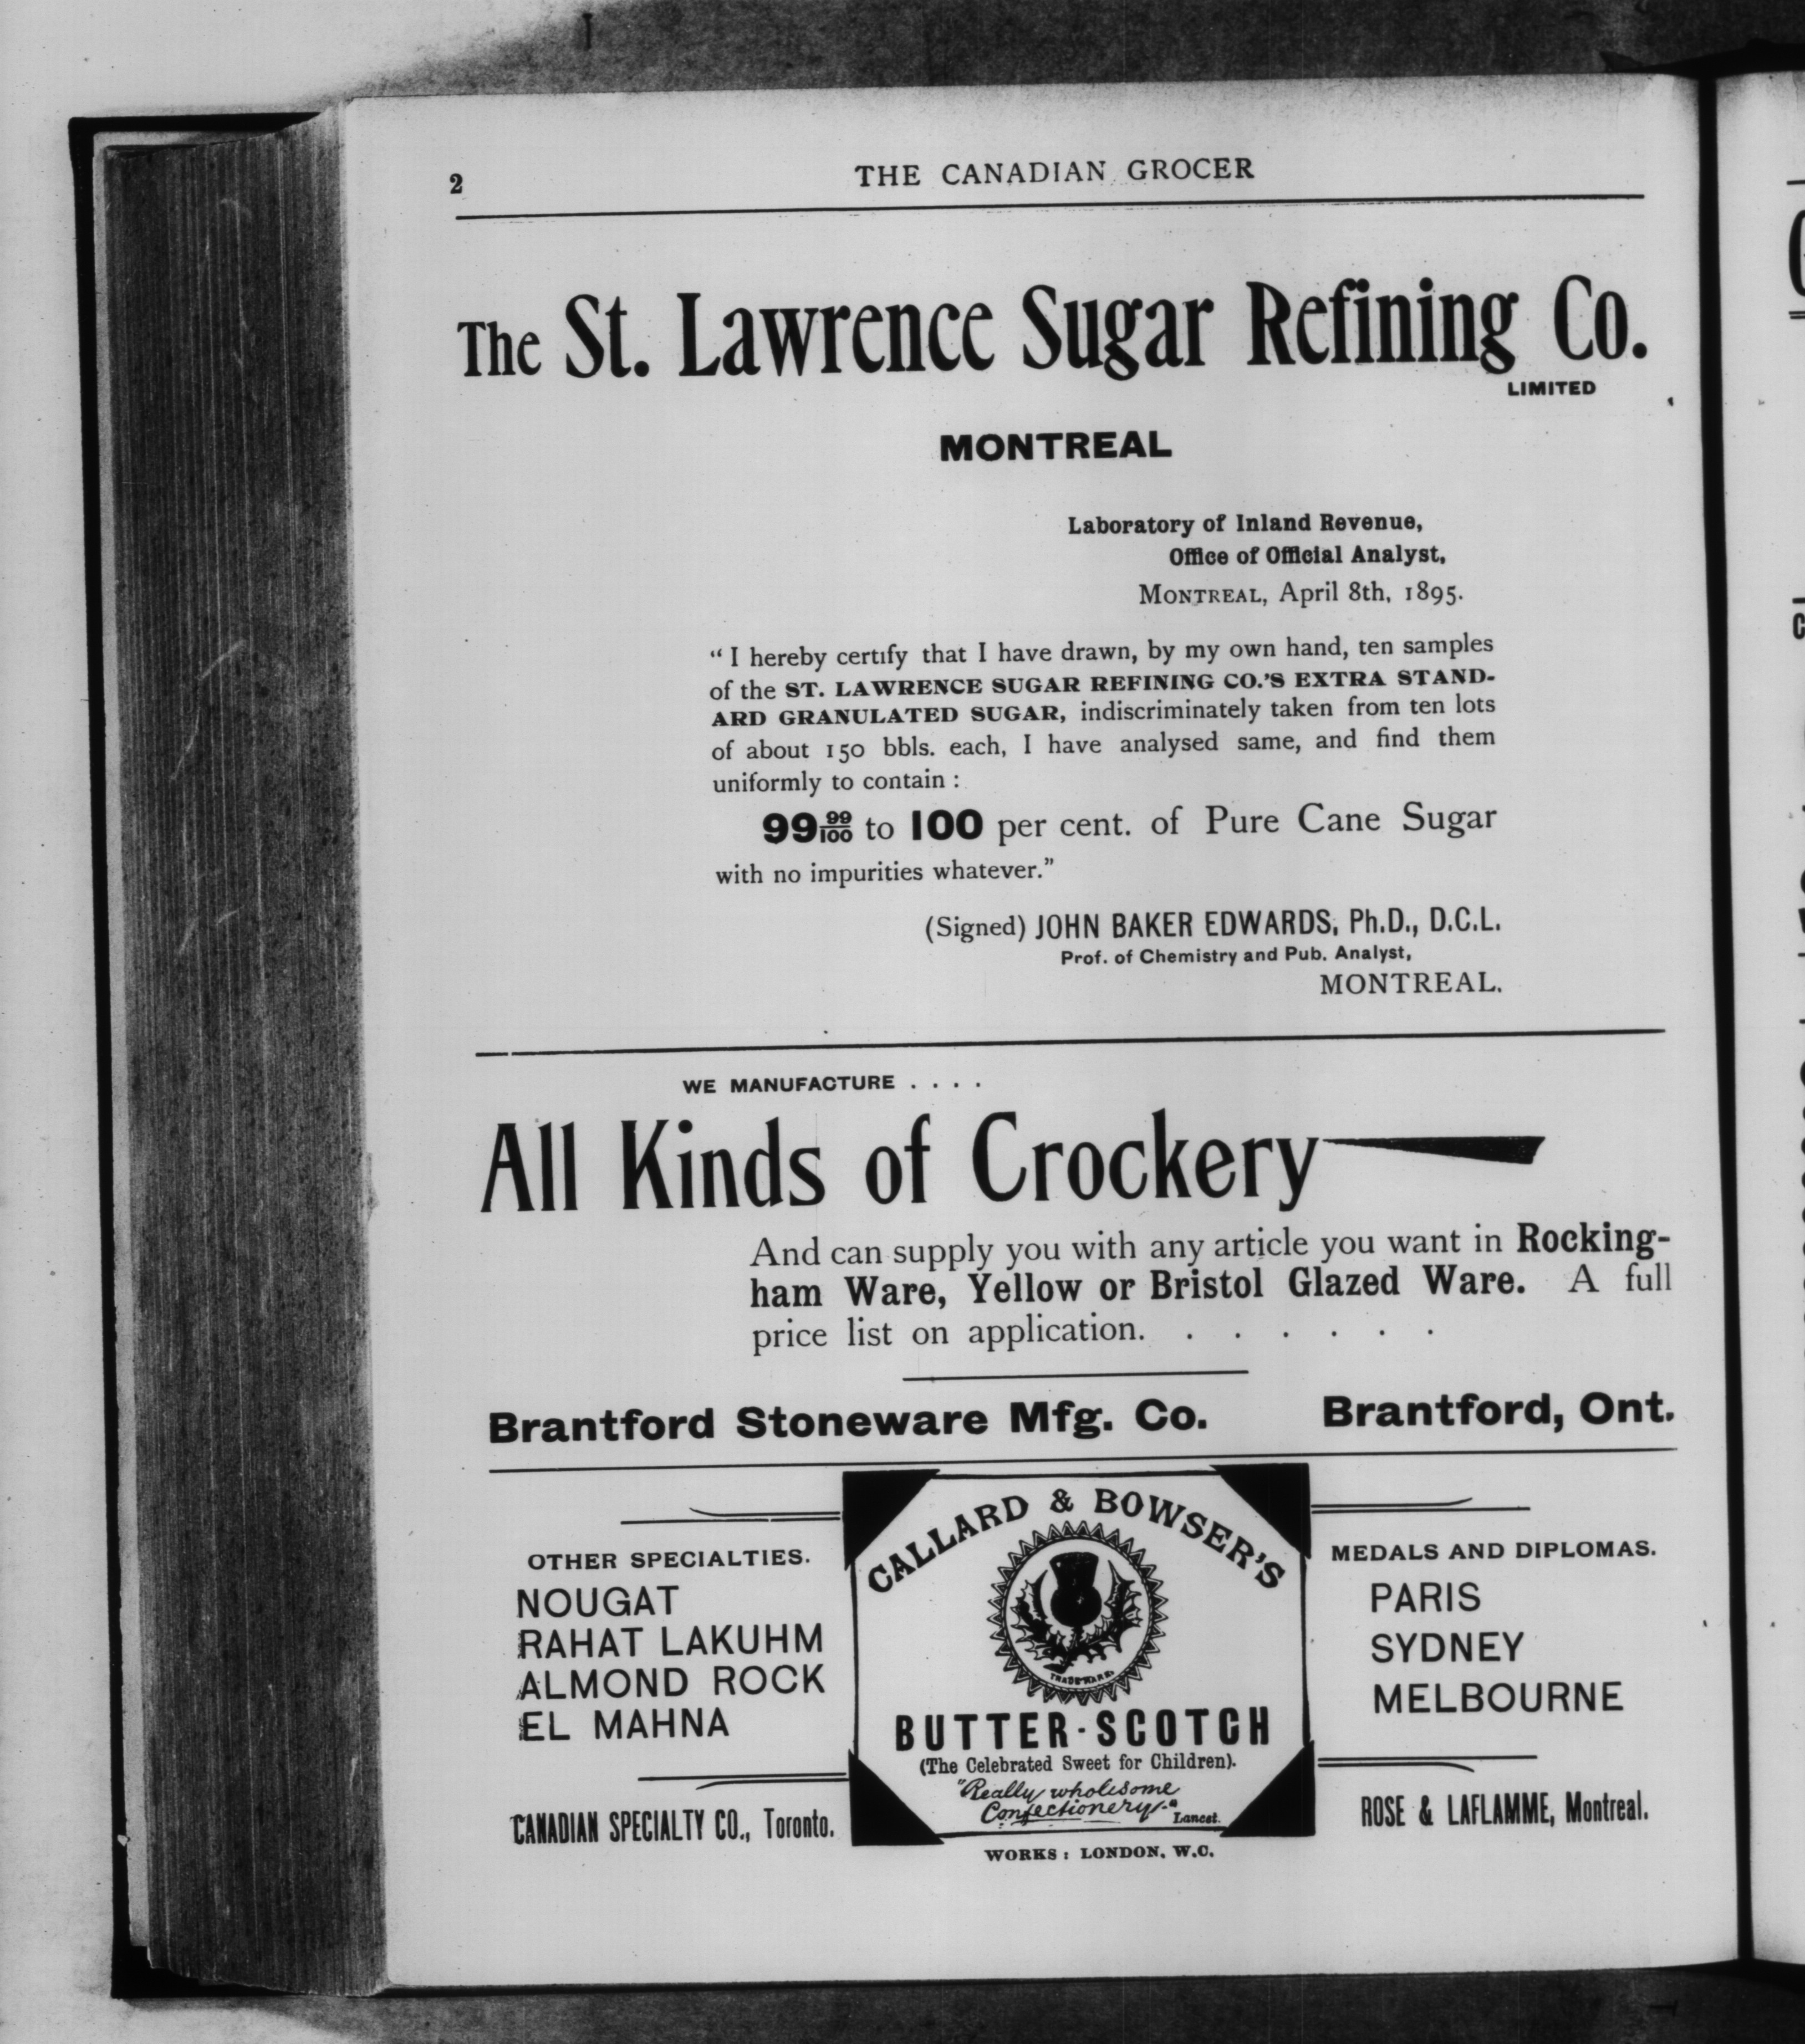 2
THE CANADIAN GROCER
The St. Lawrence Sugar Refining Co.
LIMITED
MONTREAL
Laboratory of Inland Revenue,
Office of Official Analyst,
MONTREAL, April 8th, 1895.
“ I hereby certify that I have drawn, by my own hand, ten samples
of the ST. LAWRENCE SUGAR REFINING CO.'S EXTRA STAND-
ARD GRANULATED SUGAR, indiscriminately taken from ten lots
of about 150 bbls. each, I have analysed same, and find them
uniformly to contain :
99 99/100 to 100 per cent. of Pure Cane Sugar
with no impurities whatever.”
(Signed) JOHN BAKER EDWARDS, Ph.D., D.C.L.
Prof. of Chemistry and Pub. Analyst,
MONTREAL.
WE MANUFACTURE . . . .
All Kinds of Crockery
And can supply you with any article you want in Rocking-
ham Ware, Yellow or Bristol Glazed Ware. A full
price list on application. . . . . . .
Brantford Stoneware Mfg. Co. Brantford, Ont.
OTHER SPECIALTIES.
NOUGAT
RAHAT LAKUHM
ALMOND ROCK
EL MAHNA
CANADIAN SPECIALTY CO., Toronto.
CALLARD & BOWSER'S
TRADE MARK
BUTTER-SCOTCH
(The Celebrated Sweet for Children).
"Really wholesome
Confectionery."
Lancet.
WORKS : LONDON, W.C.
MEDALS AND DIPLOMAS.
PARIS
SYDNEY
MELBOURNE
ROSE & LAFLAMME, Montreal.